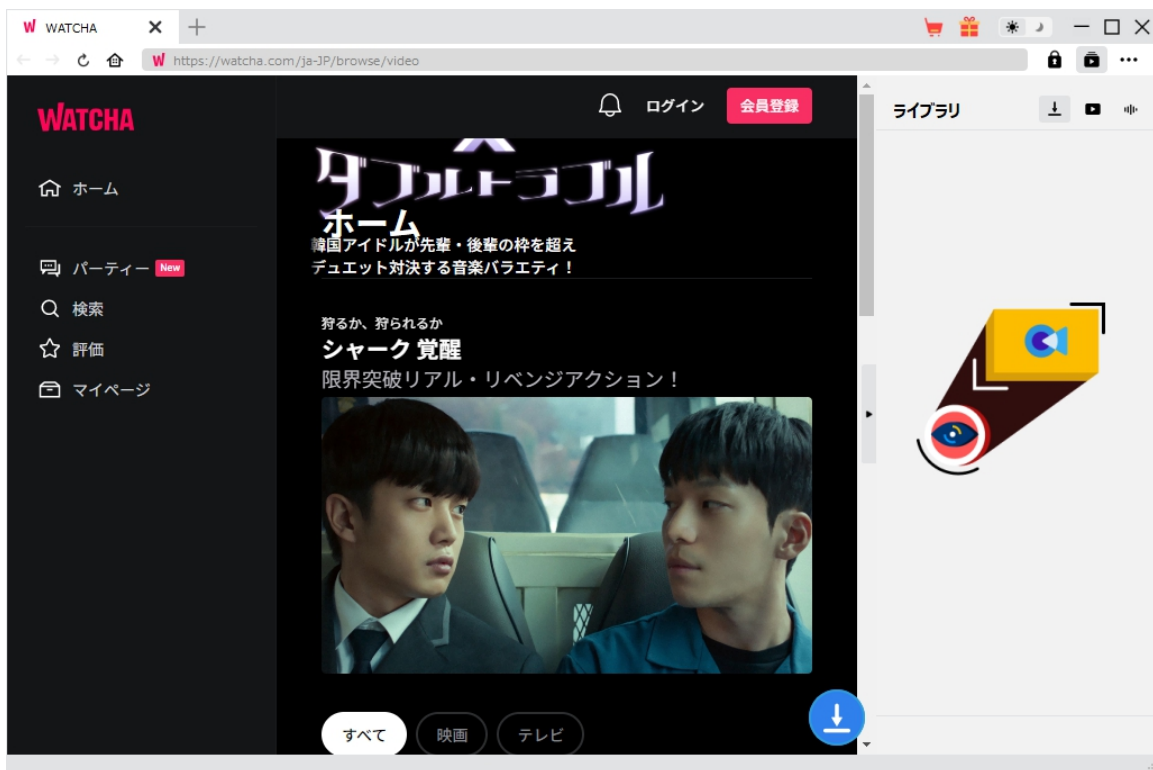 WATCHA
https://watcha.com/ja-JP/browse/video
WATCHA
ホーム
パーティー New
検索
評価
マイページ
ログイン
会員登録
ダブルトラブル
ホーム
韓国アイドルが先輩・後輩の枠を超え
デュエット対決する音楽バラエティ！
狩るか、狩られるか
シャーク 覚醒
限界突破リアル・リベンジアクション！
すべて
映画
テレビ
ライブラリ